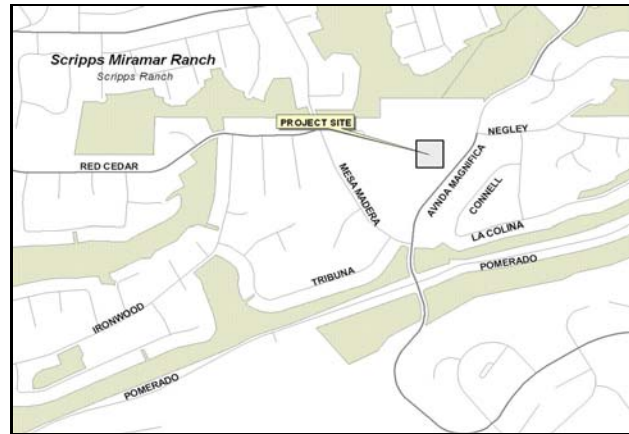 Scripps Miramar Ranch
Scripps Ranch
PROJECT SITE
NEGLEY
RED CEDAR
MESA MADERA
AVNDA MAGNIFICA
CONNELL
LA COLINA
POMERADO
TRIBUNA
IRONWOOD
POMERADO